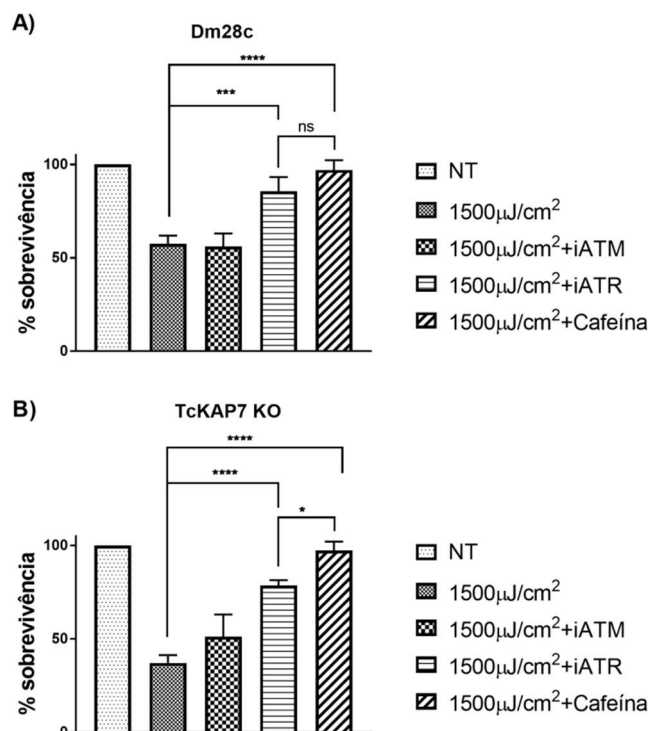 A)
Dm28c
****
***
ns
% sobrevivência
100
50
0
NT
1500µJ/cm²
1500µJ/cm²+iATM
1500µJ/cm²+iATR
1500µJ/cm²+Cafeína
B)
TcKAP7 KO
****
****
*
% sobrevivência
100
50
0
NT
1500µJ/cm²
1500µJ/cm²+iATM
1500µJ/cm²+iATR
1500µJ/cm²+Cafeína